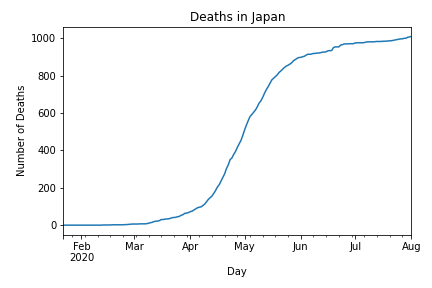 Deaths in Japan
1000
800
600
400
200
0
Number of Deaths
Feb
2020
Mar
Apr
May
Jun
Jul
Aug
Day